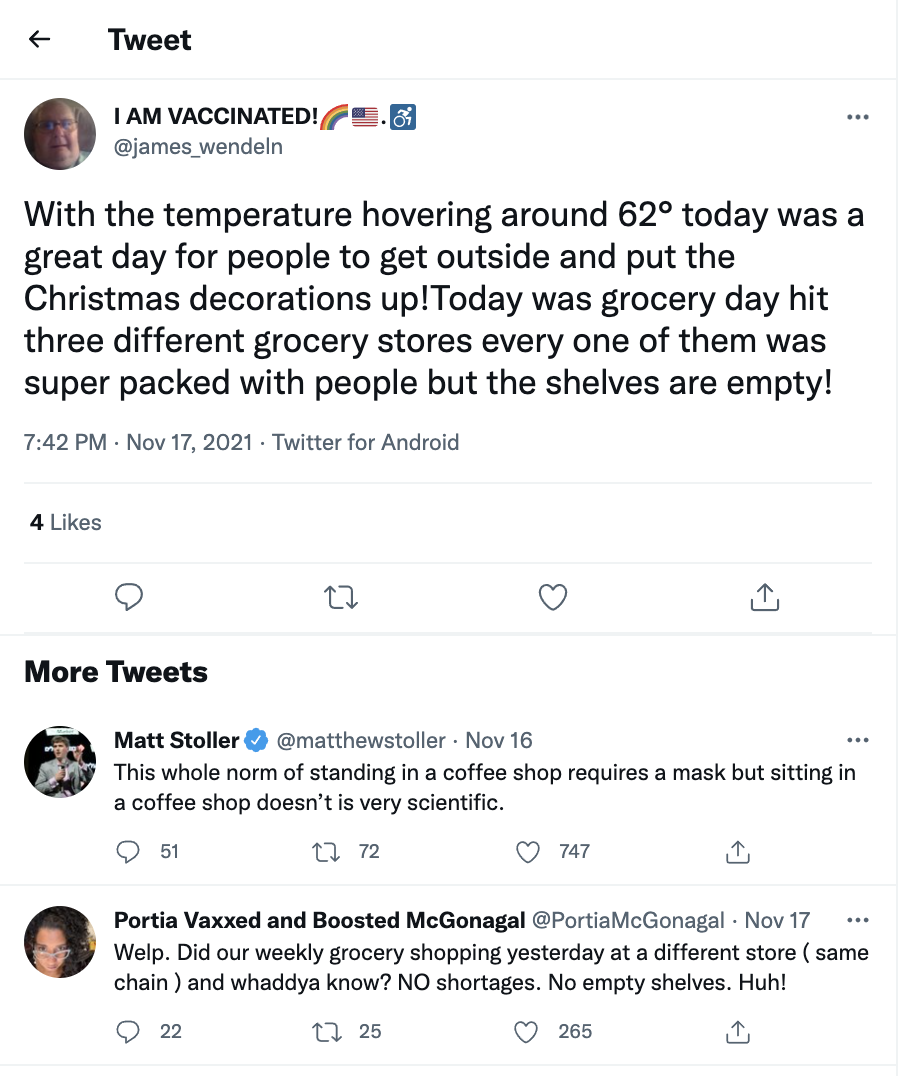 Tweet
I AM VACCINATED!🌈🇺🇸.♿
@james_wendeln
With the temperature hovering around 62° today was a
great day for people to get outside and put the
Christmas decorations up!Today was grocery day hit
three different grocery stores every one of them was
super packed with people but the shelves are empty!
7:42 PM · Nov 17, 2021 · Twitter for Android
4 Likes
More Tweets
Matt Stoller @matthewstoller · Nov 16
This whole norm of standing in a coffee shop requires a mask but sitting in
a coffee shop doesn’t is very scientific.
51 72 747
Portia Vaxxed and Boosted McGonagal @PortiaMcGonagal · Nov 17
Welp. Did our weekly grocery shopping yesterday at a different store ( same
chain ) and whaddya know? NO shortages. No empty shelves. Huh!
22 25 265